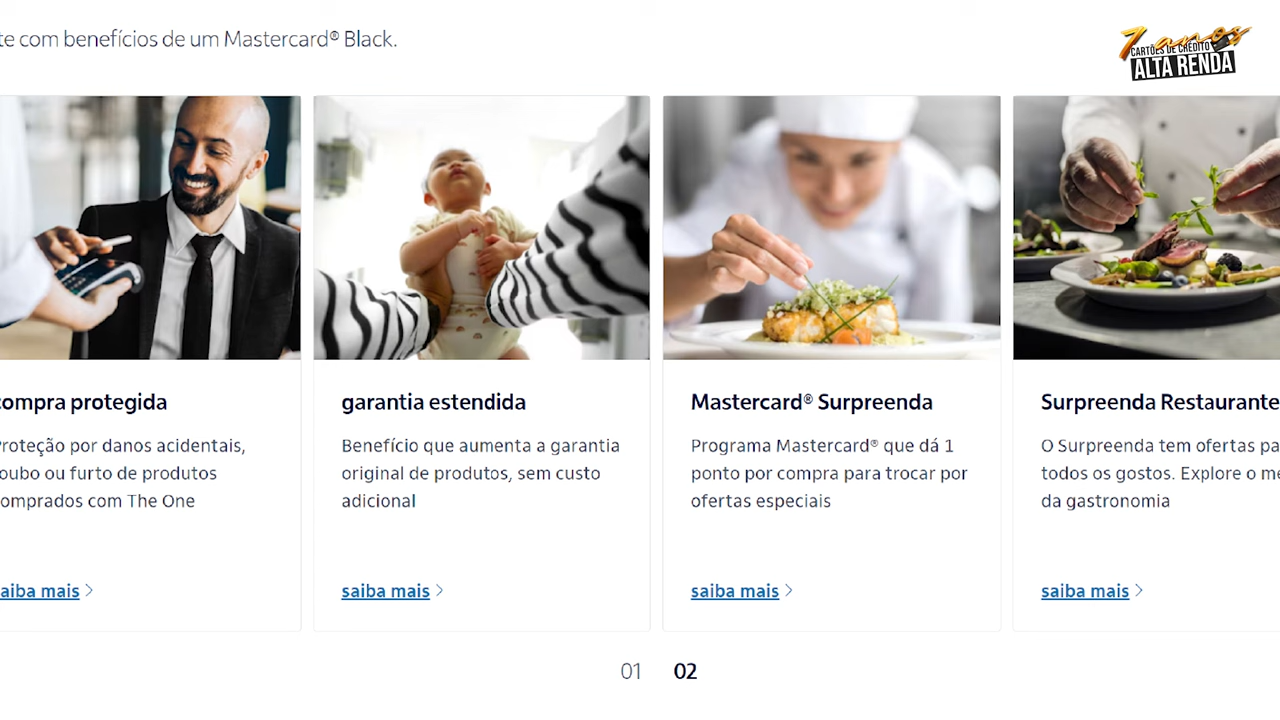 te com benefícios de um Mastercard® Black.
7 anos
CARTÕES DE CRÉDITO
ALTA RENDA
compra protegida
Proteção por danos acidentais,
roubo ou furto de produtos
comprados com The One
saiba mais
garantia estendida
Benefício que aumenta a garantia
original de produtos, sem custo
adicional
saiba mais
Mastercard® Surpreenda
Programa Mastercard® que dá 1
ponto por compra para trocar por
ofertas especiais
saiba mais
Surpreenda Restaurante
O Surpreenda tem ofertas pa
todos os gostos. Explore o me
da gastronomia
saiba mais
01 02